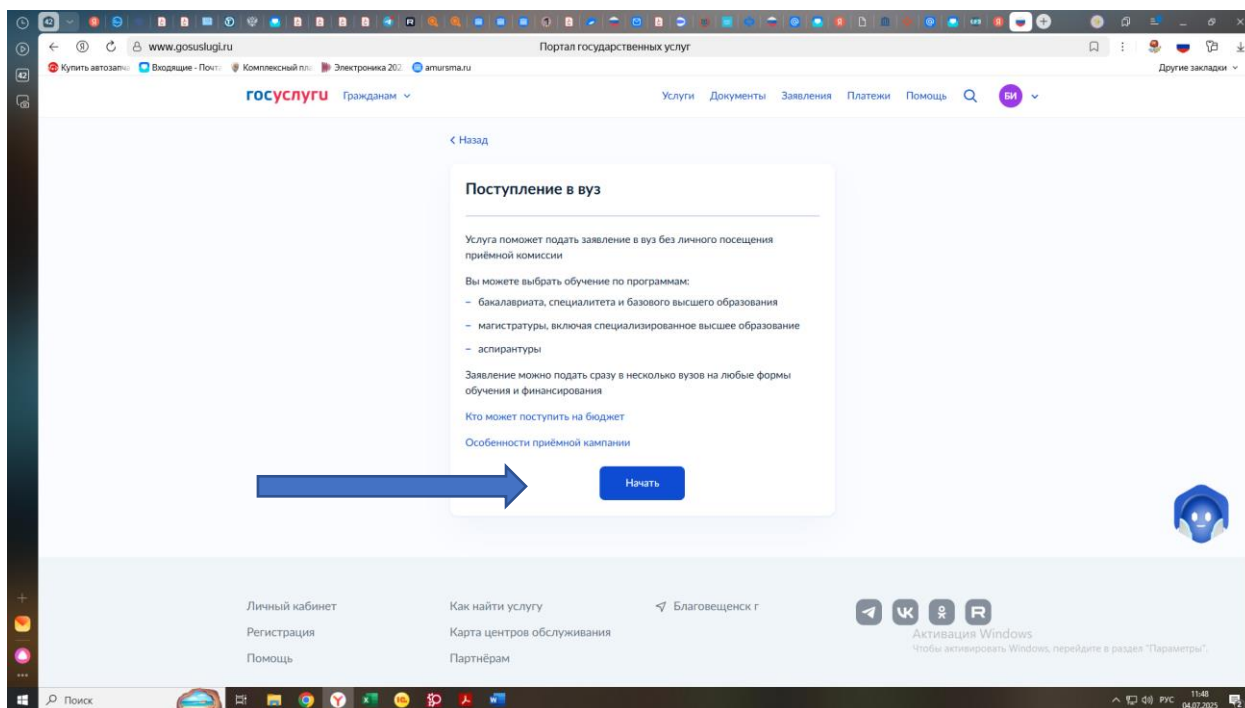 42
www.gosuslugi.ru
Портал государственных услуг
Купить автозапча
Входящие - Почта
Комплексный пла
Электроника 202
amursma.ru
Другие закладки
42
госуслуги
Гражданам
Услуги
Документы
Заявления
Платежи
Помощь
БИ
Назад
Поступление в вуз
Услуга поможет подать заявление в вуз без личного посещения
приёмной комиссии
Вы можете выбрать обучение по программам:
– бакалавриата, специалитета и базового высшего образования
– магистратуры, включая специализированное высшее образование
– аспирантуры
Заявление можно подать сразу в несколько вузов на любые формы
обучения и финансирования
Кто может поступить на бюджет
Особенности приёмной кампании
Начать
Личный кабинет
Регистрация
Помощь
Как найти услугу
Карта центров обслуживания
Партнёрам
Благовещенск г
Активация Windows
Чтобы активировать Windows, перейдите в раздел "Параметры".
Поиск
РУС
11:48
04.07.2025